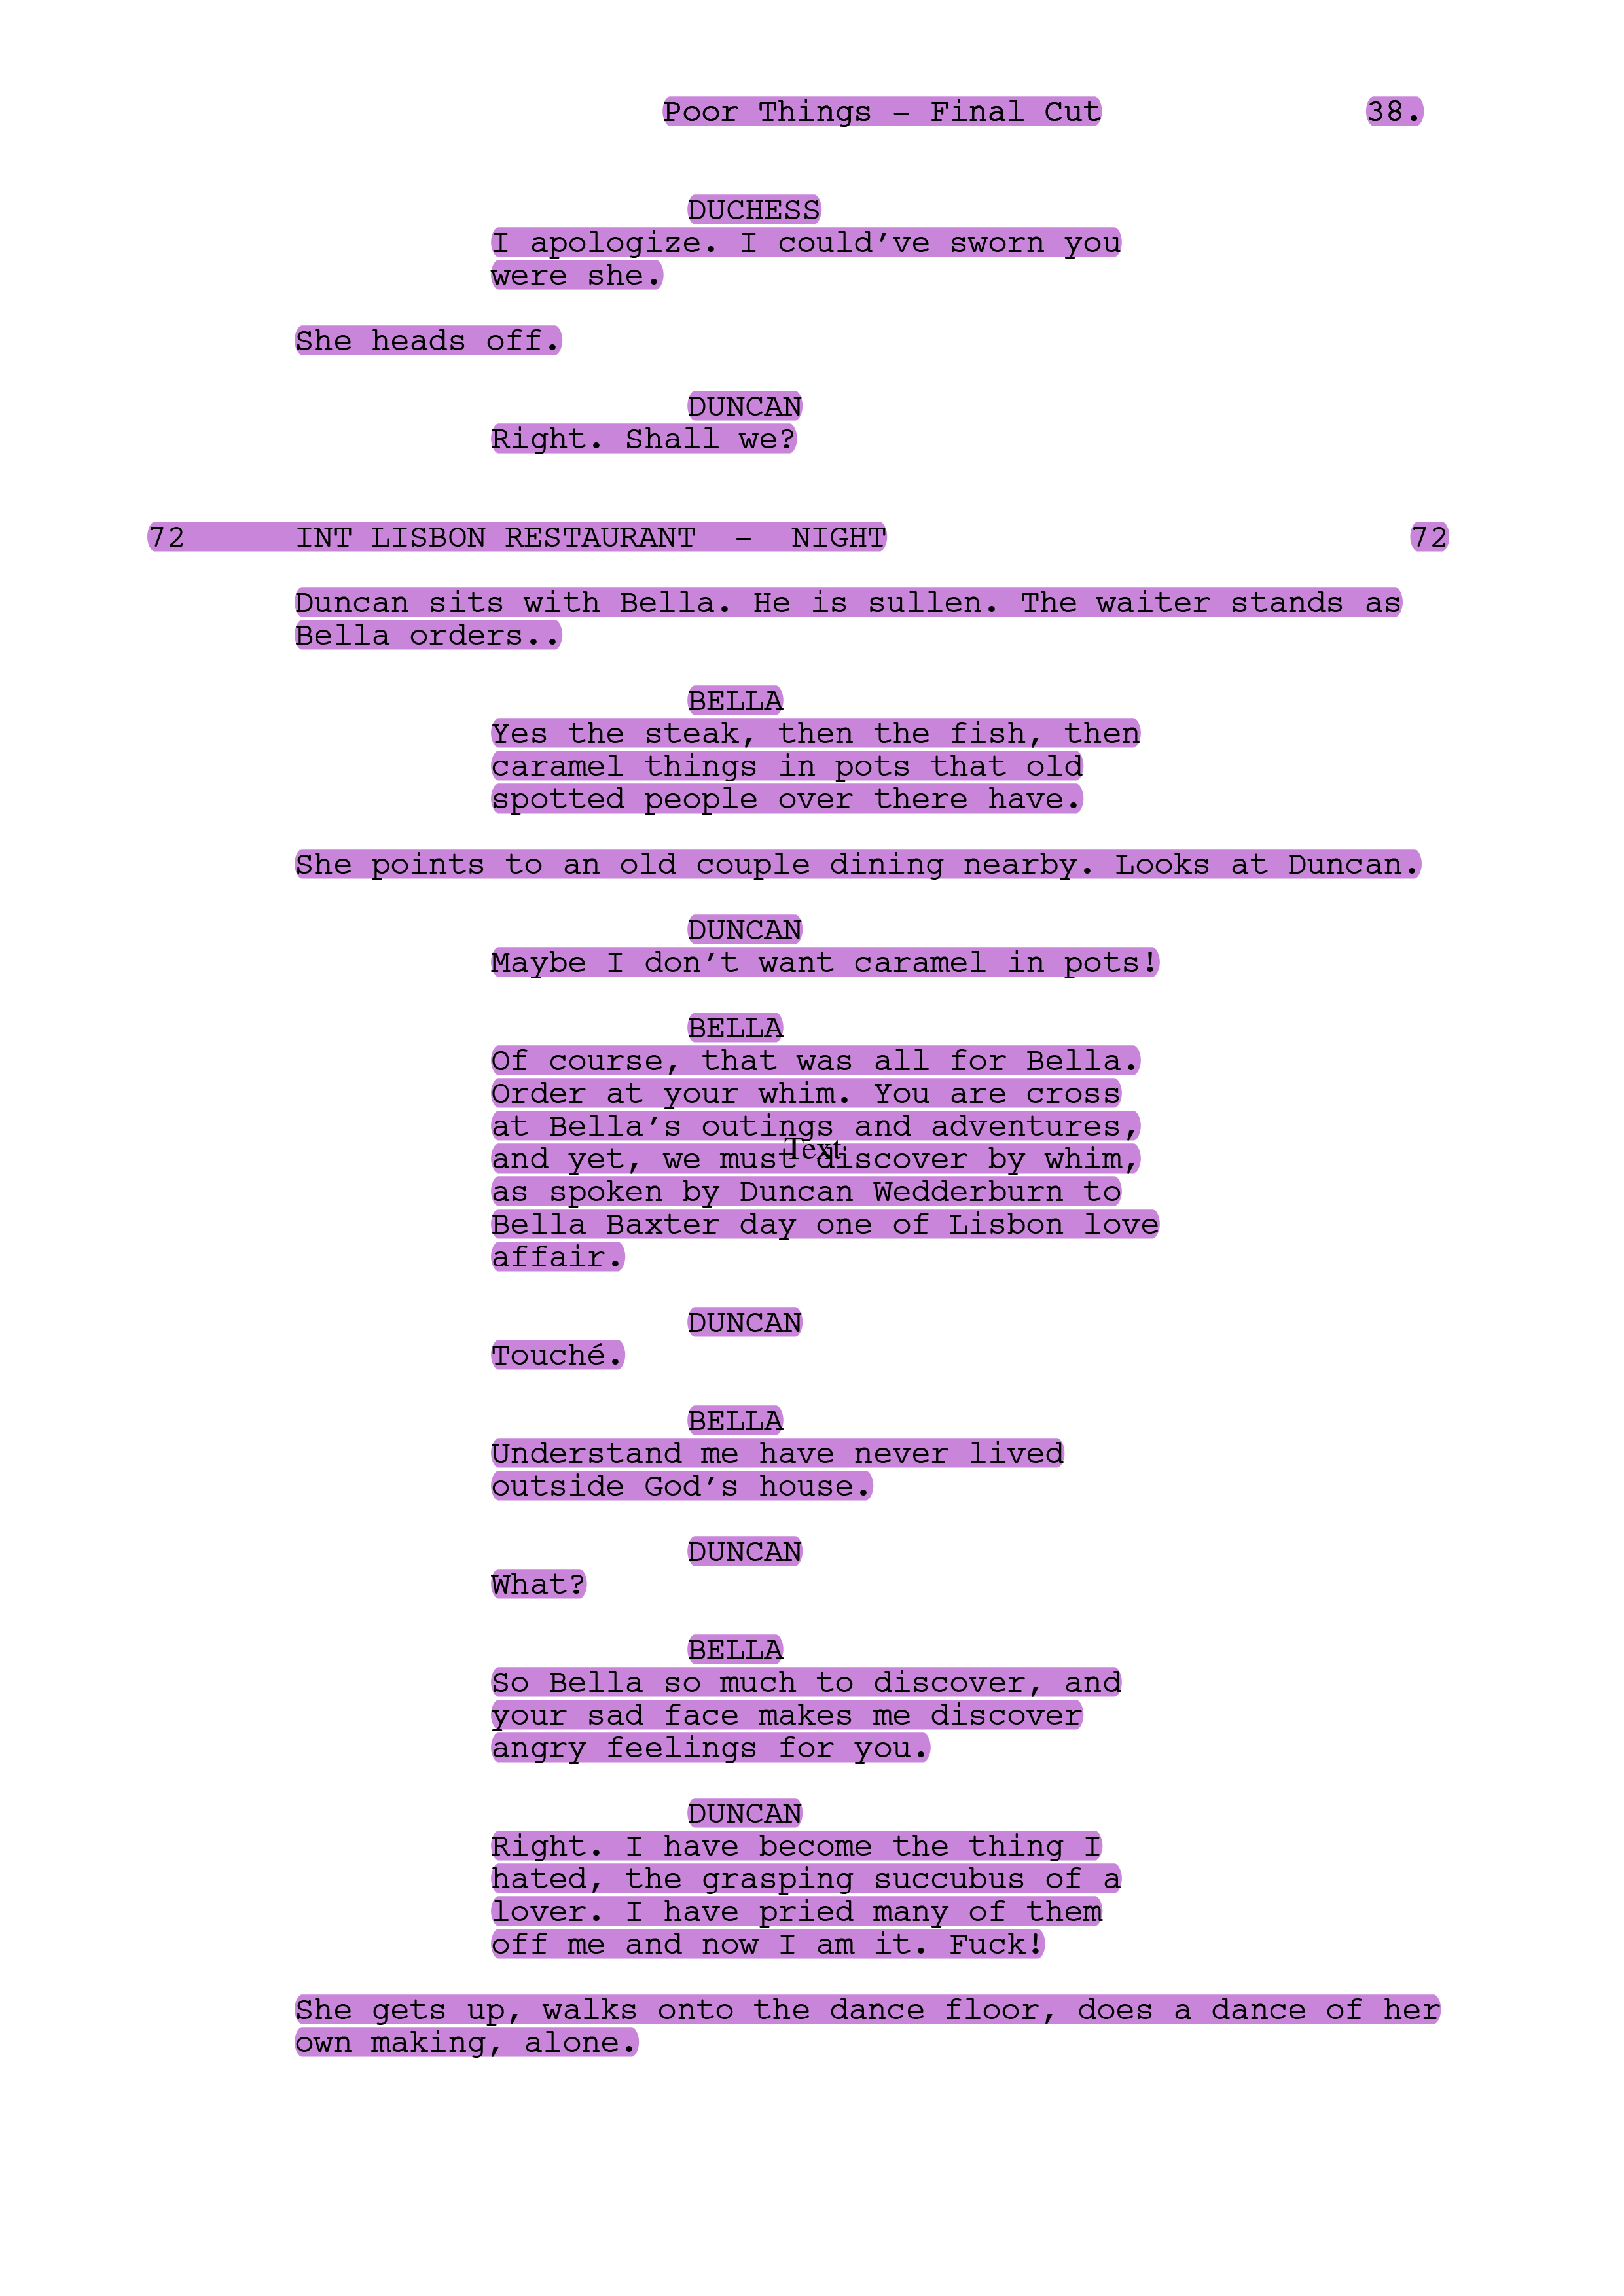 Poor Things – Final Cut 38.
DUCHESS
I apologize. I could’ve sworn you
were she.
She heads off.
DUNCAN
Right. Shall we?
72 INT LISBON RESTAURANT – NIGHT 72
Duncan sits with Bella. He is sullen. The waiter stands as
Bella orders..
BELLA
Yes the steak, then the fish, then
caramel things in pots that old
spotted people over there have.
She points to an old couple dining nearby. Looks at Duncan.
DUNCAN
Maybe I don’t want caramel in pots!
BELLA
Of course, that was all for Bella.
Order at your whim. You are cross
at Bella’s outings and adventures,
Text
and yet, we must discover by whim,
as spoken by Duncan Wedderburn to
Bella Baxter day one of Lisbon love
affair.
DUNCAN
Touché.
BELLA
Understand me have never lived
outside God’s house.
DUNCAN
What?
BELLA
So Bella so much to discover, and
your sad face makes me discover
angry feelings for you.
DUNCAN
Right. I have become the thing I
hated, the grasping succubus of a
lover. I have pried many of them
off me and now I am it. Fuck!
She gets up, walks onto the dance floor, does a dance of her
own making, alone.